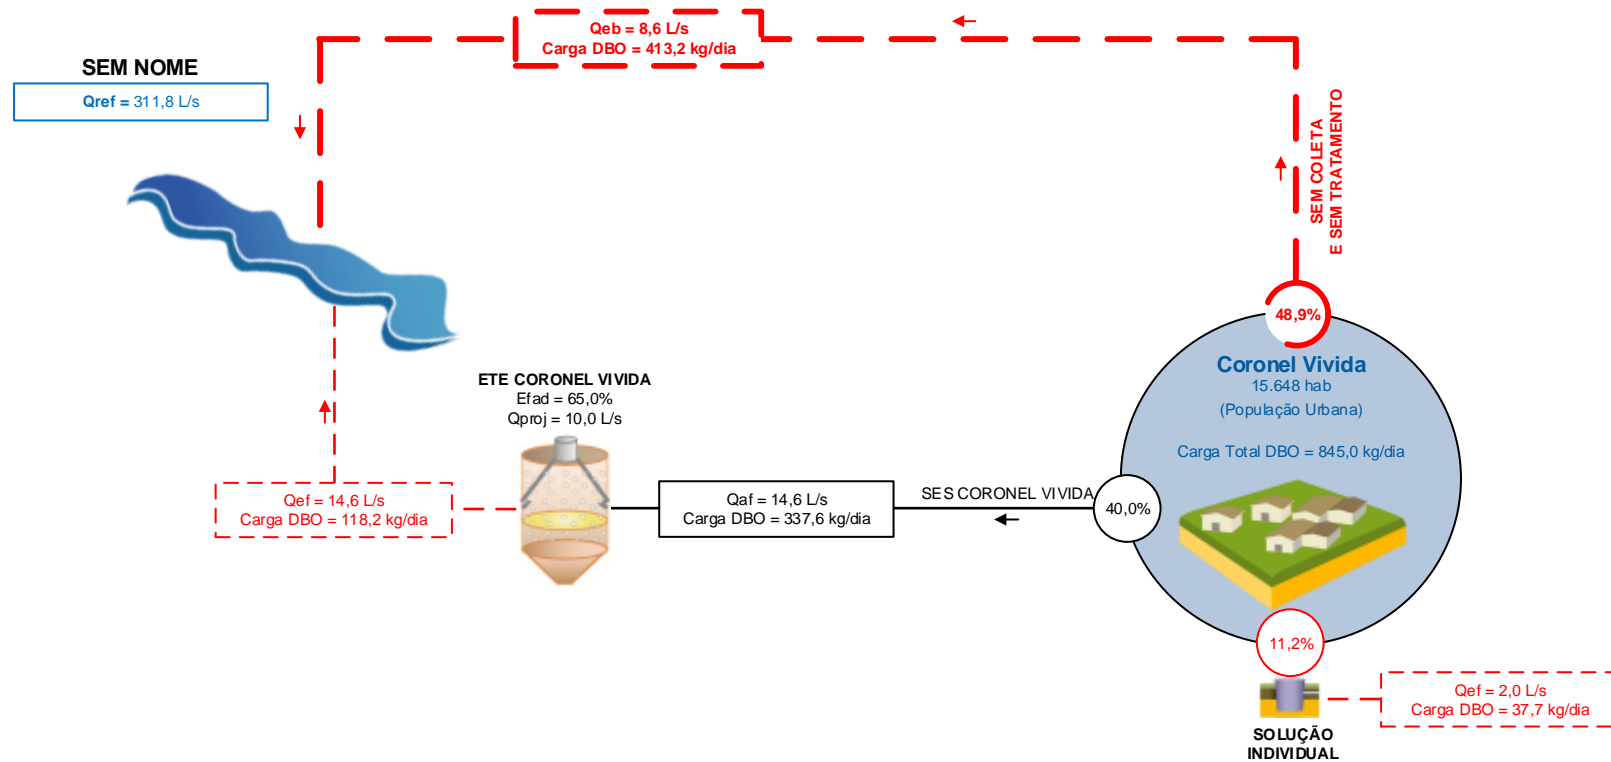 Qeb = 8,6 L/s
Carga DBO = 413,2 kg/dia
SEM NOME
Qref = 311,8 L/s
SEM COLETA
E SEM TRATAMENTO
48,9%
Coronel Vivida
15.648 hab
(População Urbana)
Carga Total DBO = 845,0 kg/dia
ETE CORONEL VIVIDA
Efad = 65,0%
Qproj = 10,0 L/s
Qef = 14,6 L/s
Carga DBO = 118,2 kg/dia
Qaf = 14,6 L/s
Carga DBO = 337,6 kg/dia
SES CORONEL VIVIDA
40,0%
11,2%
Qef = 2,0 L/s
Carga DBO = 37,7 kg/dia
SOLUÇÃO
INDIVIDUAL